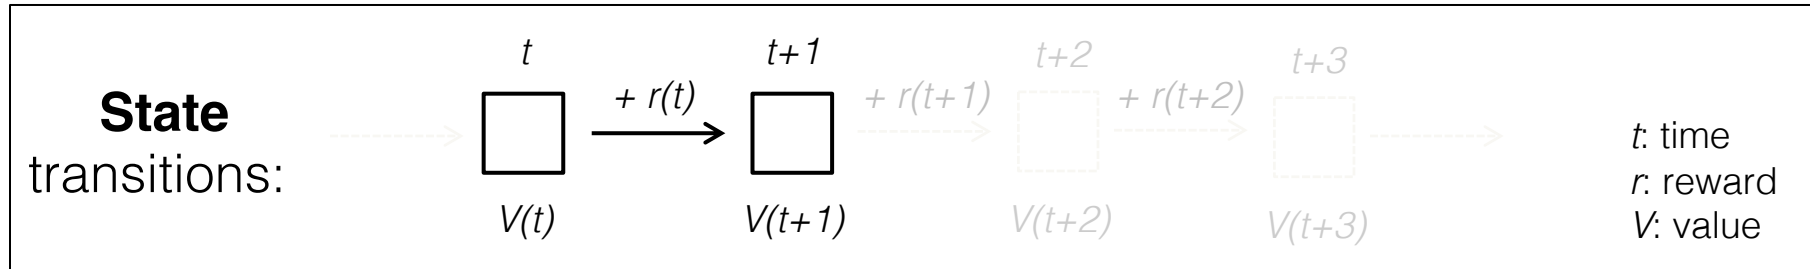 State
transitions:
t
t+1
t+2
t+3
+ r(t)
+ r(t+1)
+ r(t+2)
V(t)
V(t+1)
V(t+2)
V(t+3)
t: time
r: reward
V: value